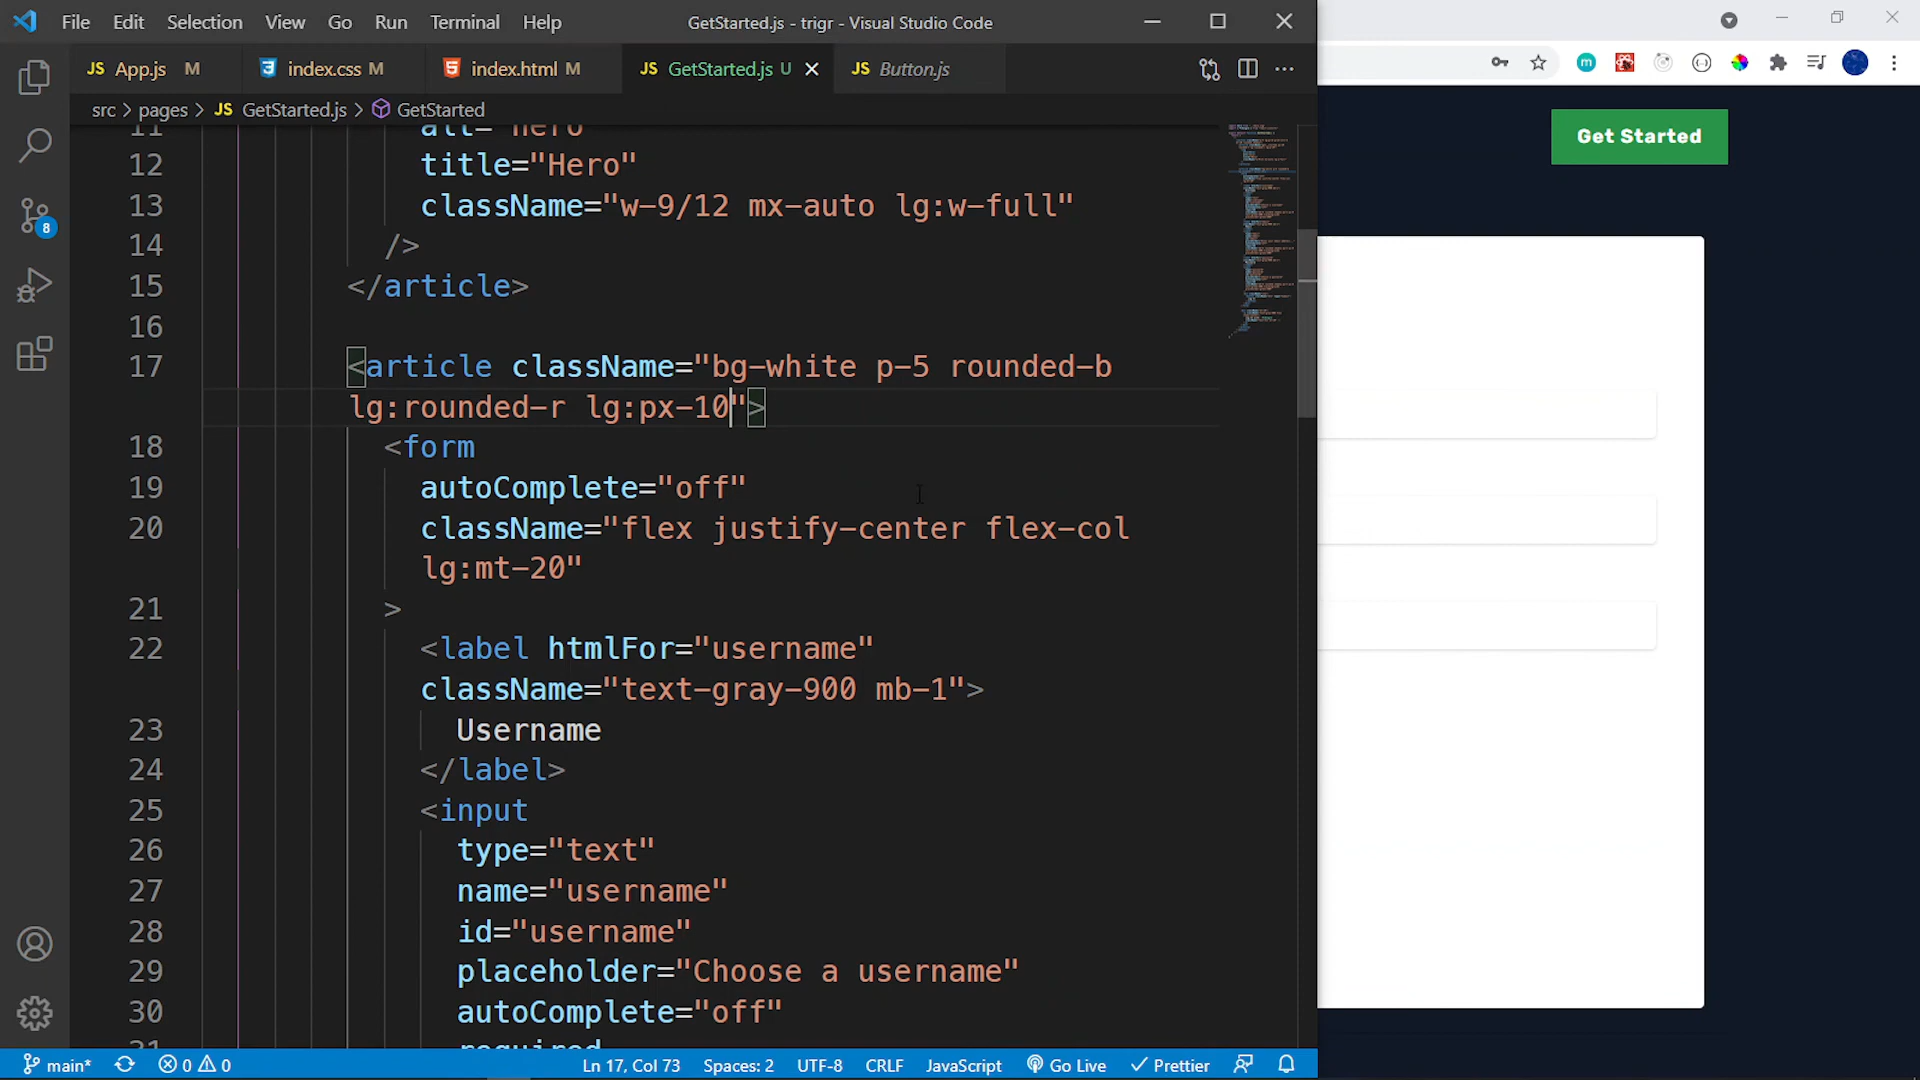 File Edit Selection View Go Run Terminal Help GetStarted.js - trigr - Visual Studio Code
JS App.js M index.css M index.html M JS GetStarted.js U JS Button.js
src > pages > JS GetStarted.js > GetStarted
11 alt="Hero"
12 title="Hero"
13 className="w-9/12 mx-auto lg:w-full"
14 />
15 </article>
16
17 <article className="bg-white p-5 rounded-b
lg:rounded-r lg:px-10">
18 <form
19 autoComplete="off"
20 className="flex justify-center flex-col
lg:mt-20"
21 >
22 <label htmlFor="username"
className="text-gray-900 mb-1">
23 Username
24 </label>
25 <input
26 type="text"
27 name="username"
28 id="username"
29 placeholder="Choose a username"
30 autoComplete="off"
31 required
8
main* 0 0 Ln 17, Col 73 Spaces: 2 UTF-8 CRLF JavaScript Go Live Prettier
m
Get Started